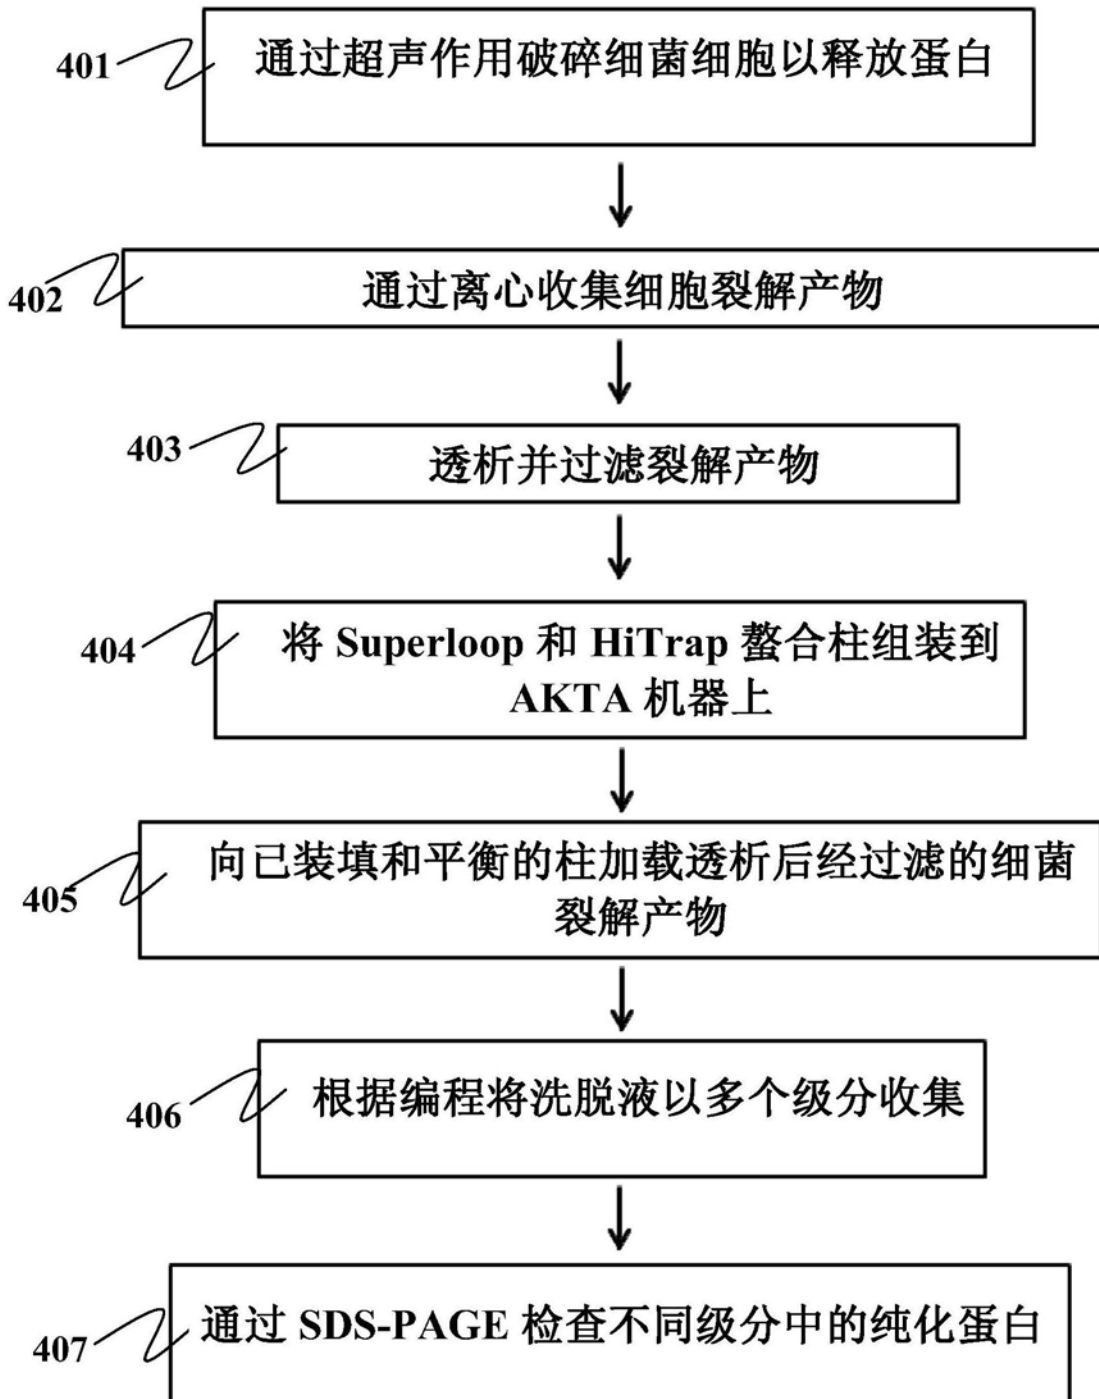 401
通过超声作用破碎细菌细胞以释放蛋白
402
通过离心收集细胞裂解产物
403
透析并过滤裂解产物
404
将 Superloop 和 HiTrap 螯合柱组装到
AKTA 机器上
405
向已装填和平衡的柱加载透析后经过滤的细菌
裂解产物
406
根据编程将洗脱液以多个级分收集
407
通过 SDS-PAGE 检查不同级分中的纯化蛋白